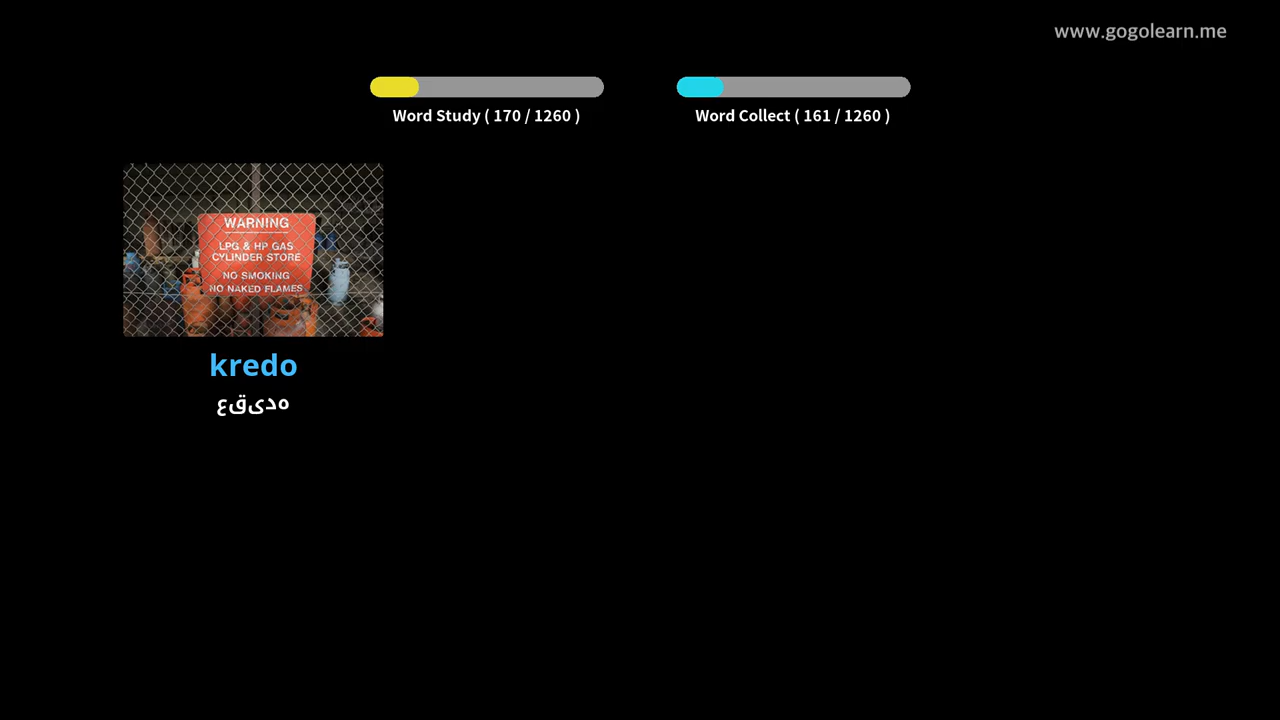 www.gogolearn.me
Word Study ( 170 / 1260 )
Word Collect ( 161 / 1260 )
WARNING
LPG & HP GAS
CYLINDER STORE
NO SMOKING
NO NAKED FLAMES
kredo
هدیقع